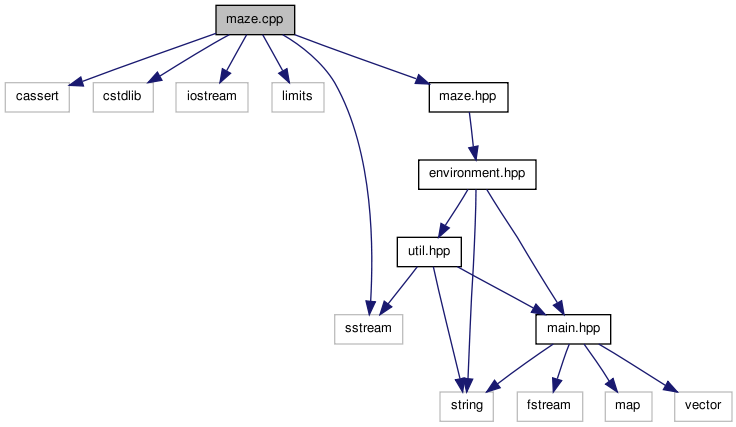 maze.cpp
cassert
cstdlib
iostream
limits
maze.hpp
environment.hpp
util.hpp
sstream
main.hpp
string
fstream
map
vector